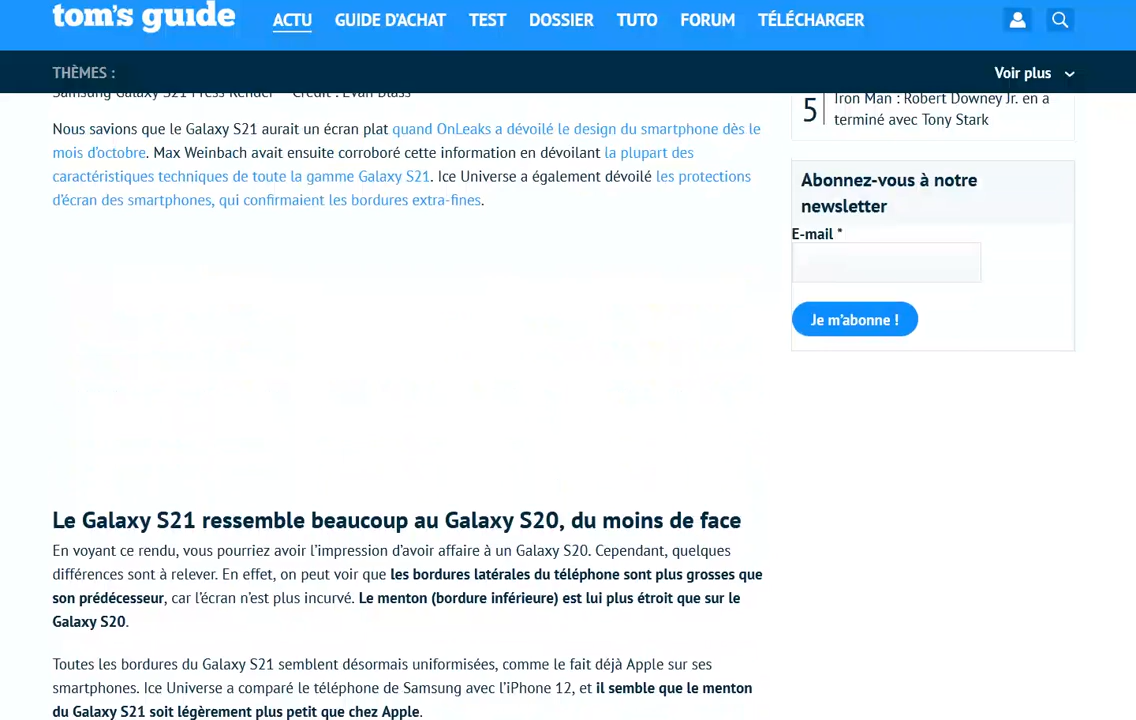 tom's guide ACTU GUIDE D'ACHAT TEST DOSSIER TUTO FORUM TÉLÉCHARGER
THÈMES : Voir plus
Samsung Galaxy S21 Press Render – Crédit : Evan Blass
Nous savions que le Galaxy S21 aurait un écran plat quand OnLeaks a dévoilé le design du smartphone dès le
mois d'octobre. Max Weinbach avait ensuite corroboré cette information en dévoilant la plupart des
caractéristiques techniques de toute la gamme Galaxy S21. Ice Universe a également dévoilé les protections
d'écran des smartphones, qui confirmaient les bordures extra-fines.
5 Iron Man : Robert Downey Jr. en a
terminé avec Tony Stark
Abonnez-vous à notre
newsletter
E-mail *
Je m'abonne !
Le Galaxy S21 ressemble beaucoup au Galaxy S20, du moins de face
En voyant ce rendu, vous pourriez avoir l'impression d'avoir affaire à un Galaxy S20. Cependant, quelques
différences sont à relever. En effet, on peut voir que les bordures latérales du téléphone sont plus grosses que
son prédécesseur, car l'écran n'est plus incurvé. Le menton (bordure inférieure) est lui plus étroit que sur le
Galaxy S20.
Toutes les bordures du Galaxy S21 semblent désormais uniformisées, comme le fait déjà Apple sur ses
smartphones. Ice Universe a comparé le téléphone de Samsung avec l'iPhone 12, et il semble que le menton
du Galaxy S21 soit légèrement plus petit que chez Apple.